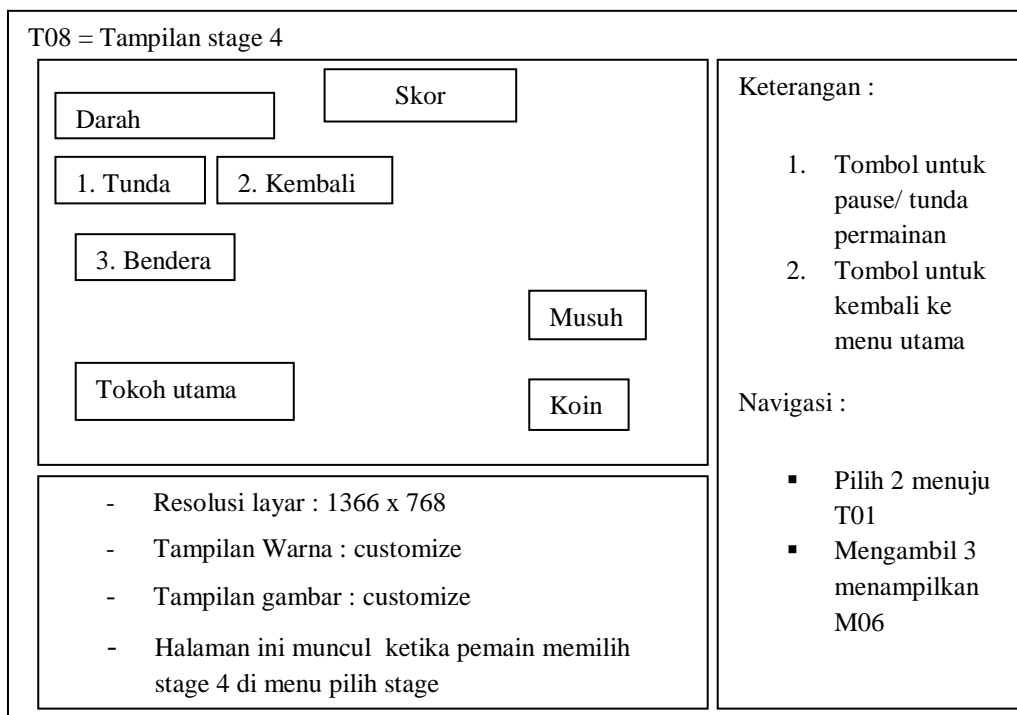 T08 = Tampilan stage 4
Skor
Darah
1. Tunda
2. Kembali
3. Bendera
Musuh
Tokoh utama
Koin
Keterangan :
1. Tombol untuk
pause/ tunda
permainan
2. Tombol untuk
kembali ke
menu utama
Navigasi :
▪ Pilih 2 menuju
T01
▪ Mengambil 3
menampilkan
M06
- Resolusi layar : 1366 x 768
- Tampilan Warna : customize
- Tampilan gambar : customize
- Halaman ini muncul ketika pemain memilih
stage 4 di menu pilih stage